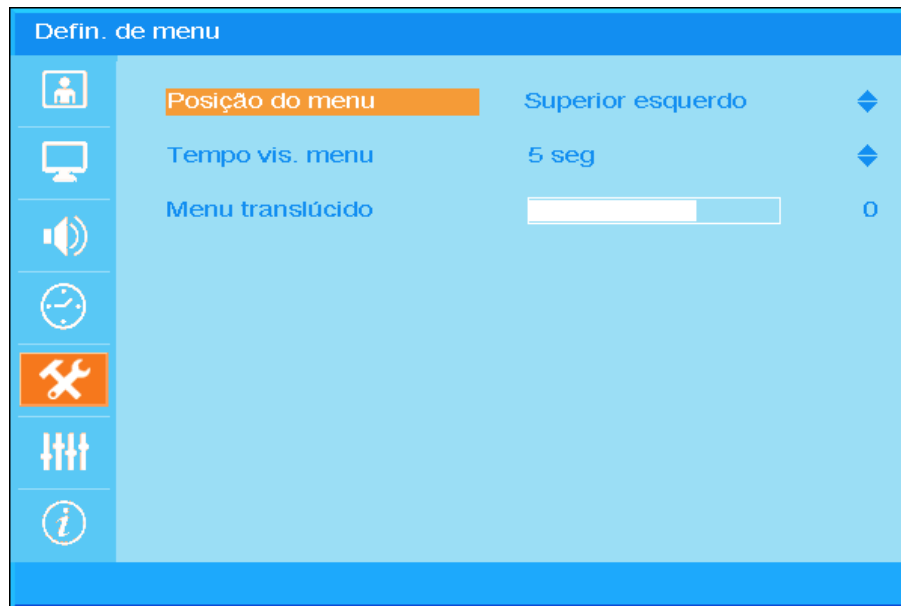 Defin. de menu
Posição do menu Superior esquerdo
Tempo vis. menu 5 seg
Menu translúcido 0